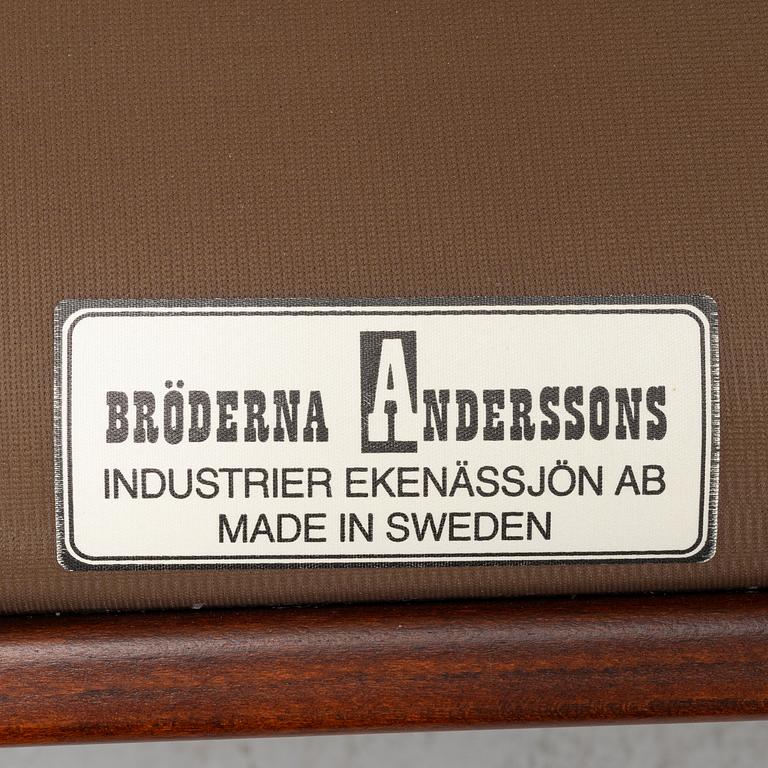 BRÖDERNA ANDERSSONS
INDUSTRIER EKENÄSSJÖN AB
MADE IN SWEDEN